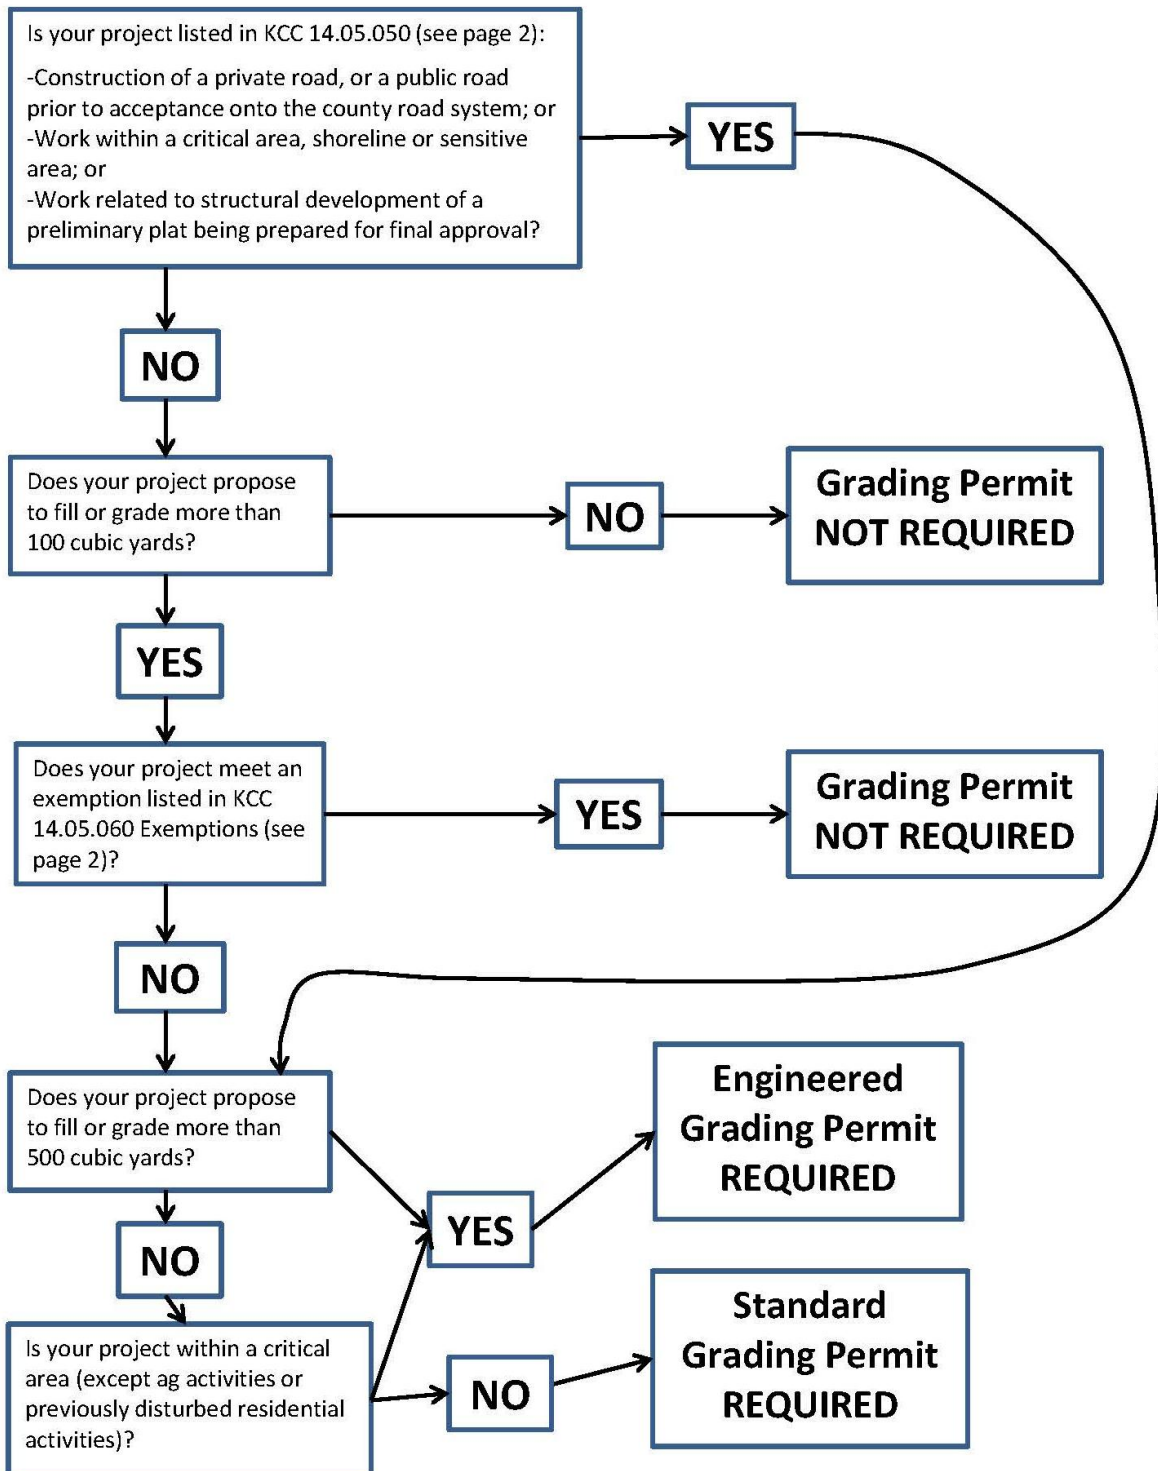 Is your project listed in KCC 14.05.050 (see page 2):
-Construction of a private road, or a public road
prior to acceptance onto the county road system; or
-Work within a critical area, shoreline or sensitive
area; or
-Work related to structural development of a
preliminary plat being prepared for final approval?
YES
NO
Does your project propose
to fill or grade more than
100 cubic yards?
NO
Grading Permit
NOT REQUIRED
YES
Does your project meet an
exemption listed in KCC
14.05.060 Exemptions (see
page 2)?
YES
Grading Permit
NOT REQUIRED
NO
Does your project propose
to fill or grade more than
500 cubic yards?
YES
Engineered
Grading Permit
REQUIRED
NO
Is your project within a critical
area (except ag activities or
previously disturbed residential
activities)?
NO
Standard
Grading Permit
REQUIRED